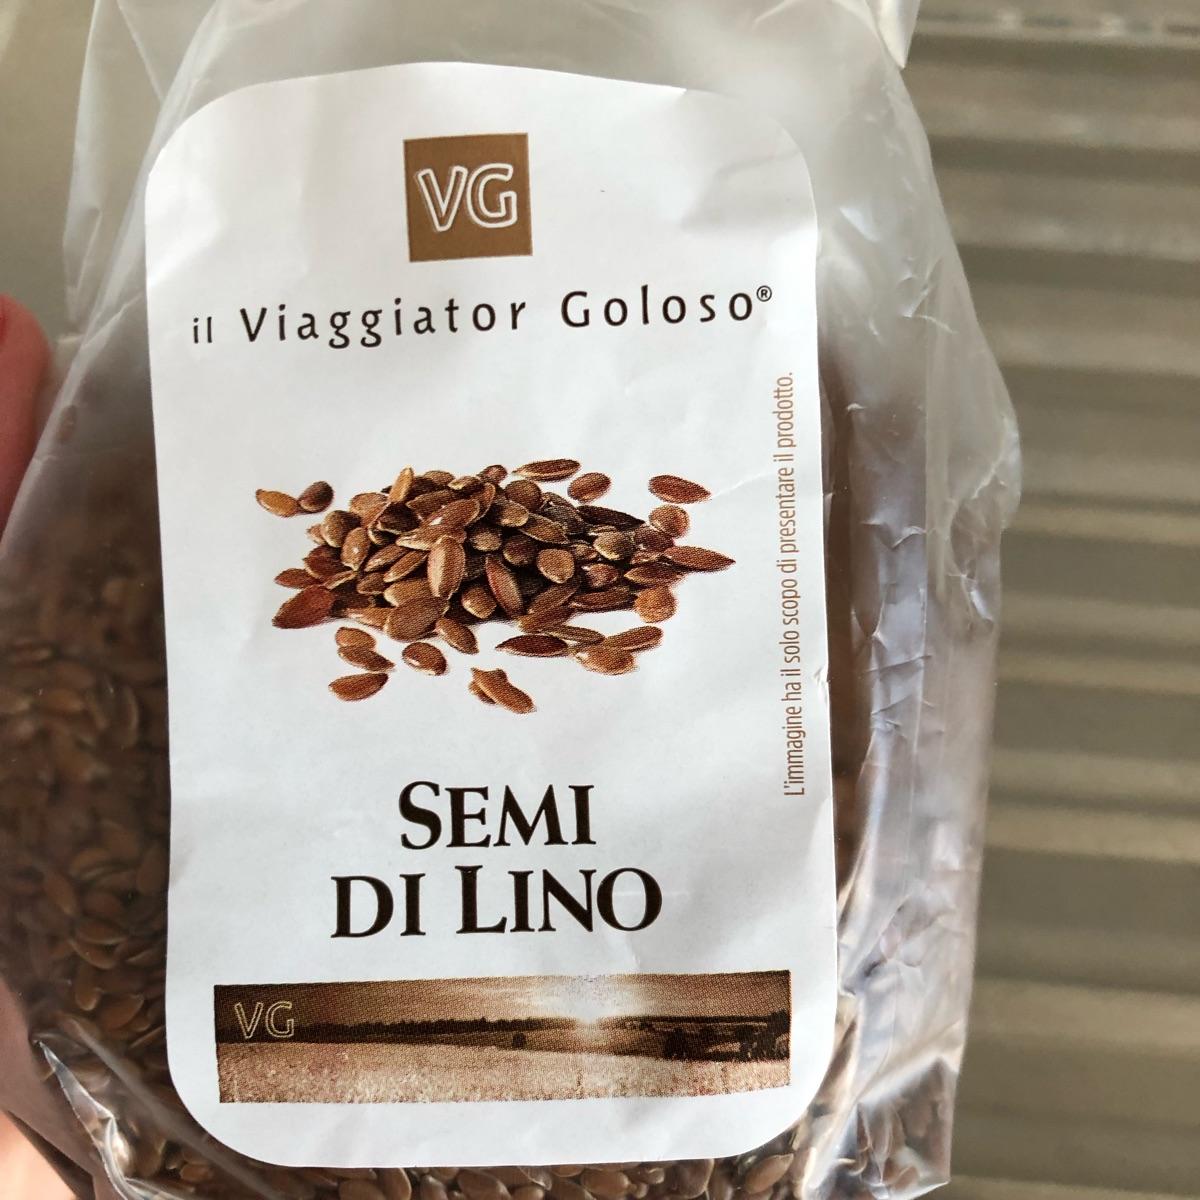 VG
il Viaggiator Goloso®
L'immagine ha il solo scopo di presentare il prodotto.
SEMI
DI LINO
VG